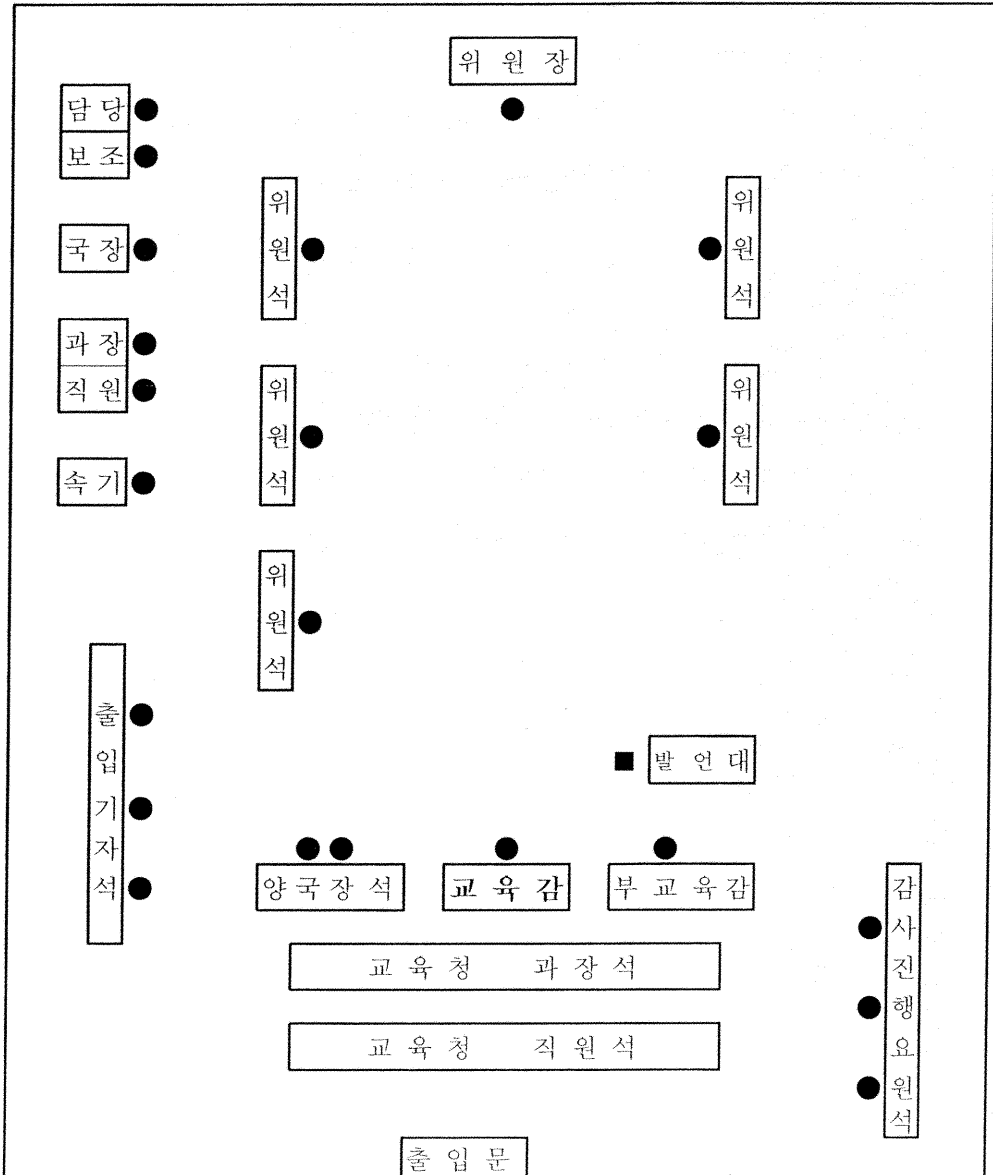 위 원 장
담 당
보 조
위원석
위원석
국 장
과 장
직 원
위원석
위원석
속 기
위원석
출입기자석
발 언 대
양 국 장 석
교 육 감
부 교 육 감
감사진행요원석
교 육 청 과 장 석
교 육 청 직 원 석
출 입 문